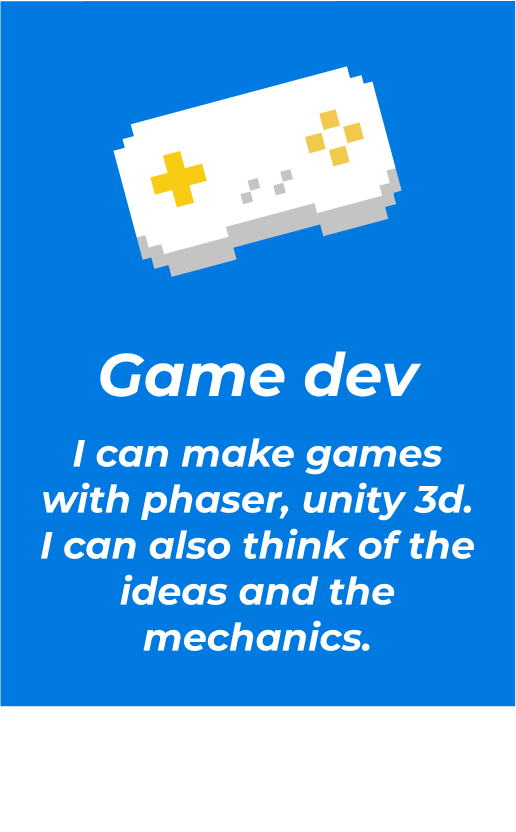 Game dev
I can make games
with phaser, unity 3d.
I can also think of the
ideas and the
mechanics.